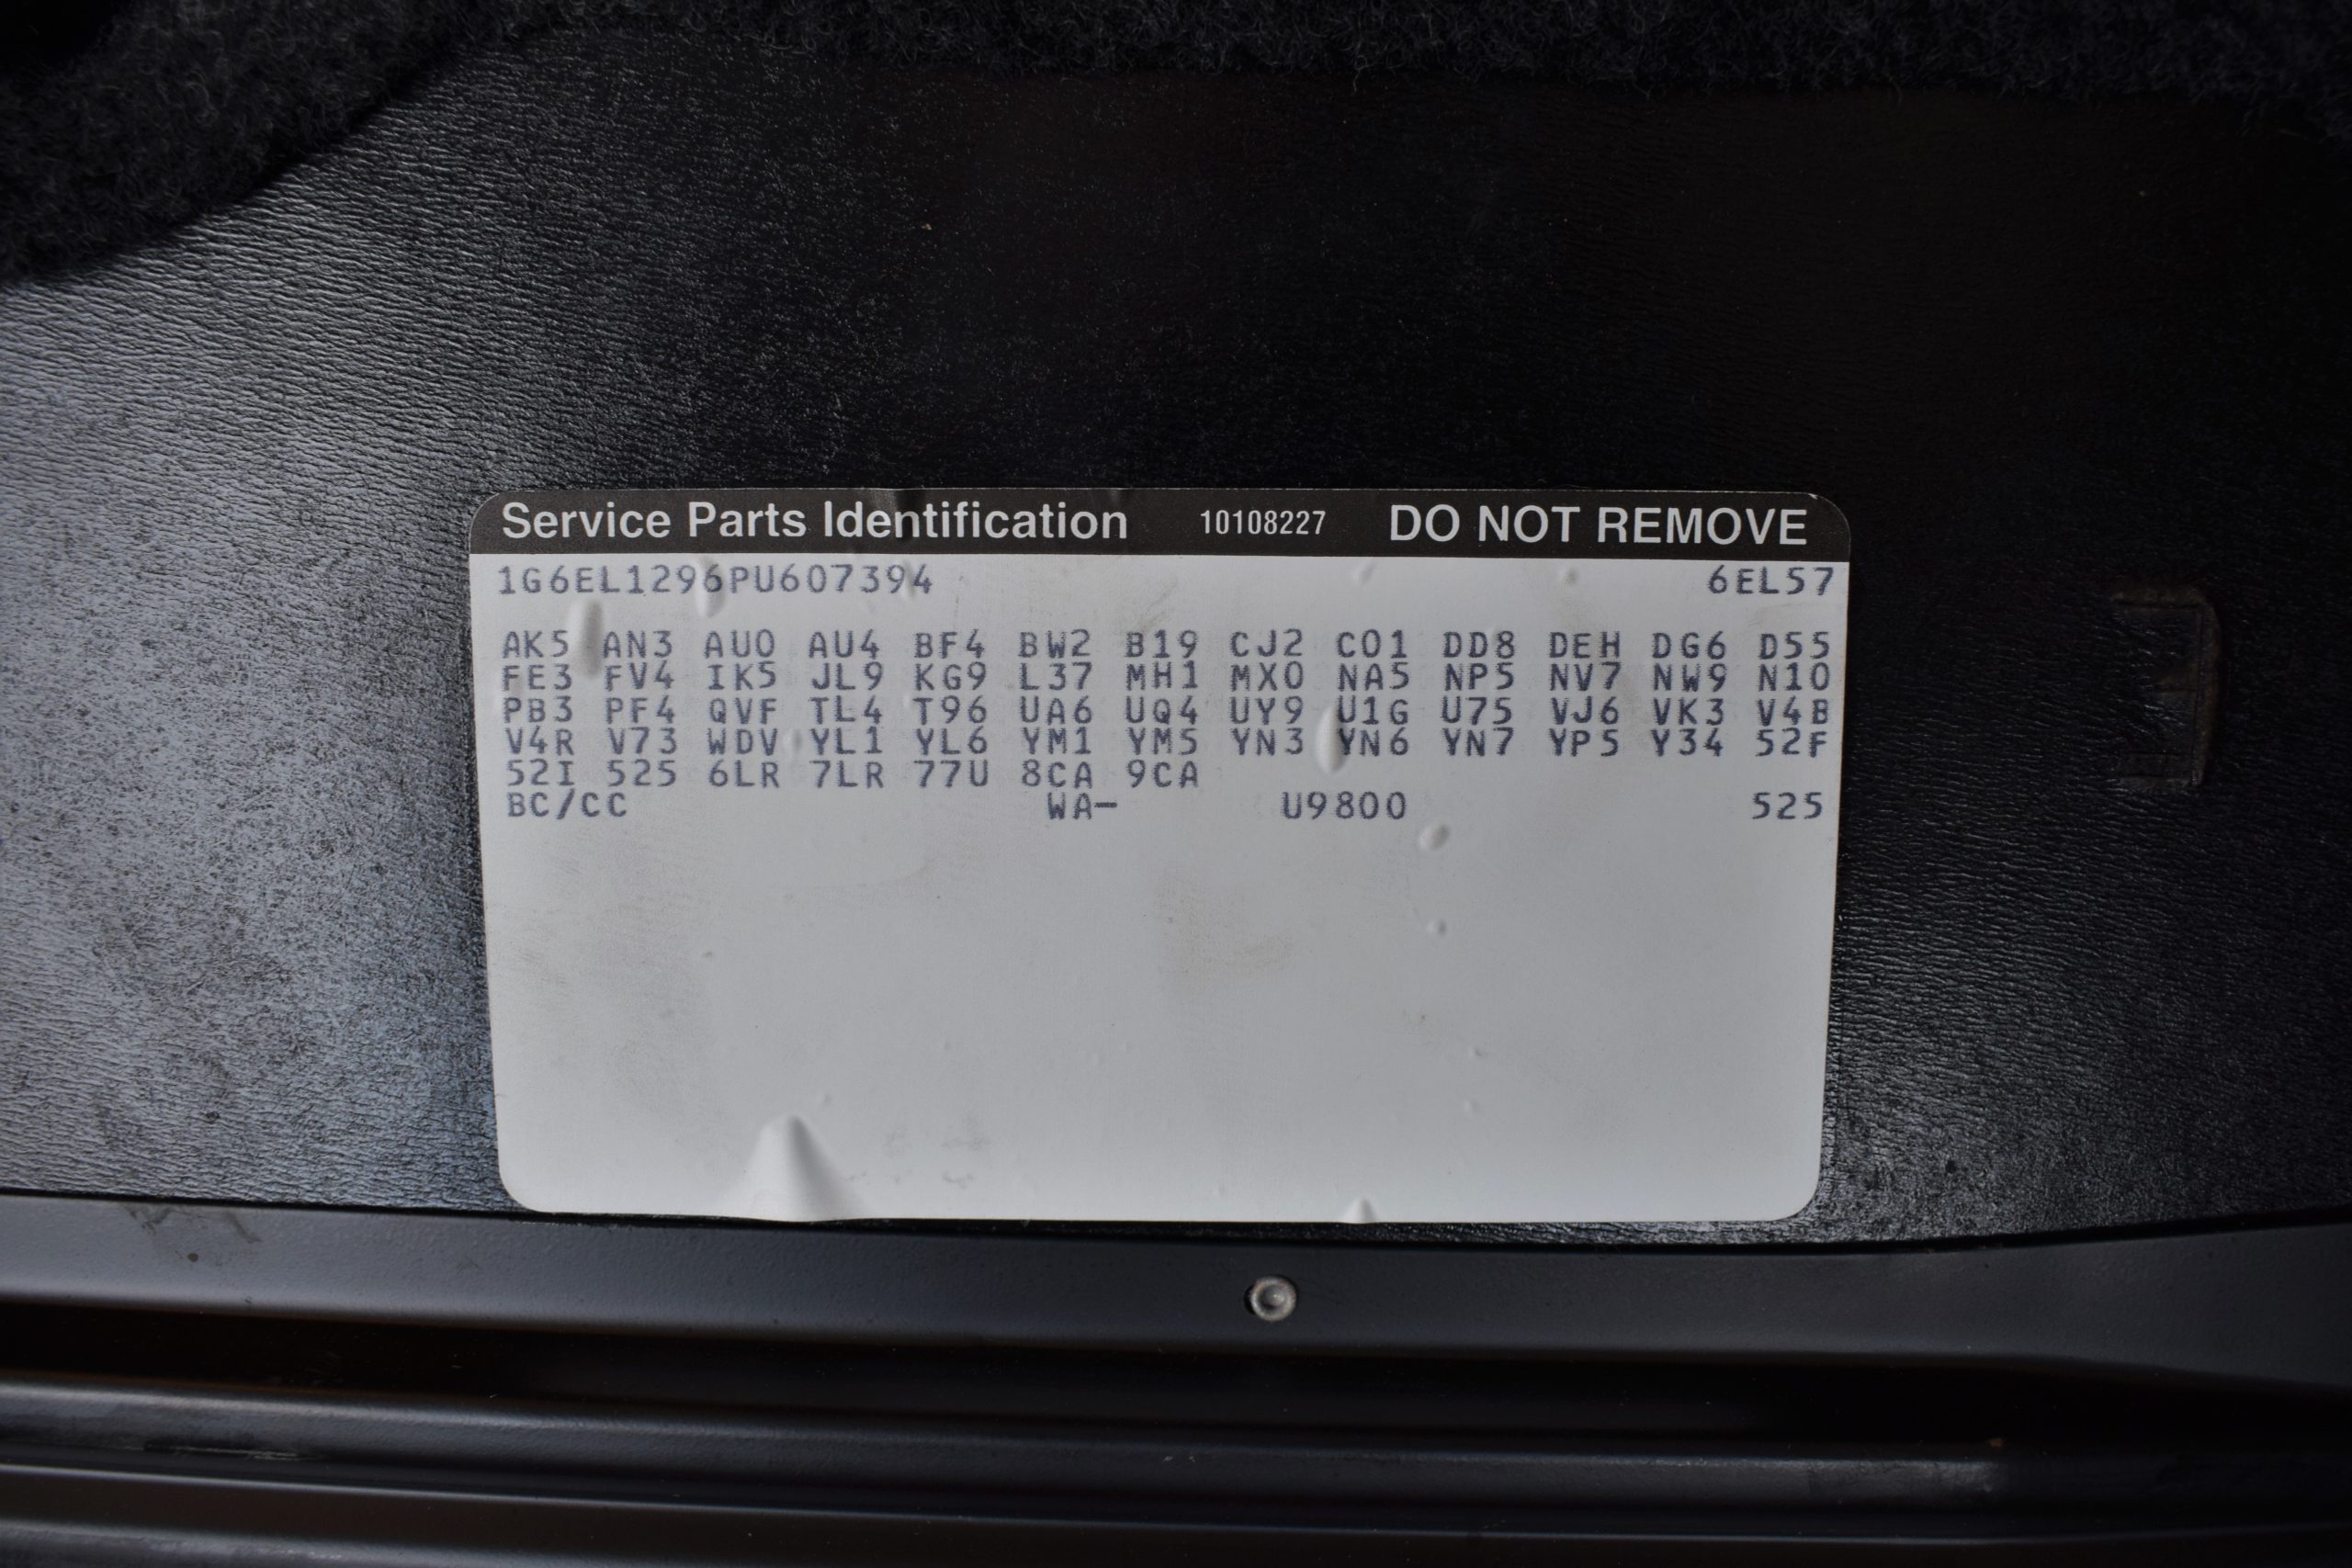 Service Parts Identification 10108227 DO NOT REMOVE
1G6EL1296PU607394 6EL57
AK5 AN3 AU0 AU4 BF4 BW2 B19 CJ2 C01 DD8 DEH DG6 D55
FE3 FV4 IK5 JL9 KG9 L37 MH1 MX0 NA5 NP5 NV7 NW9 N10
PB3 PF4 QVF TL4 T96 UA6 UQ4 UY9 U1G U75 VJ6 VK3 V4B
V4R V73 WDV YL1 YL6 YM1 YM5 YN3 YN6 YN7 YP5 Y34 52F
52I 525 6LR 7LR 77U 8CA 9CA
BC/CC WA— U9800 525